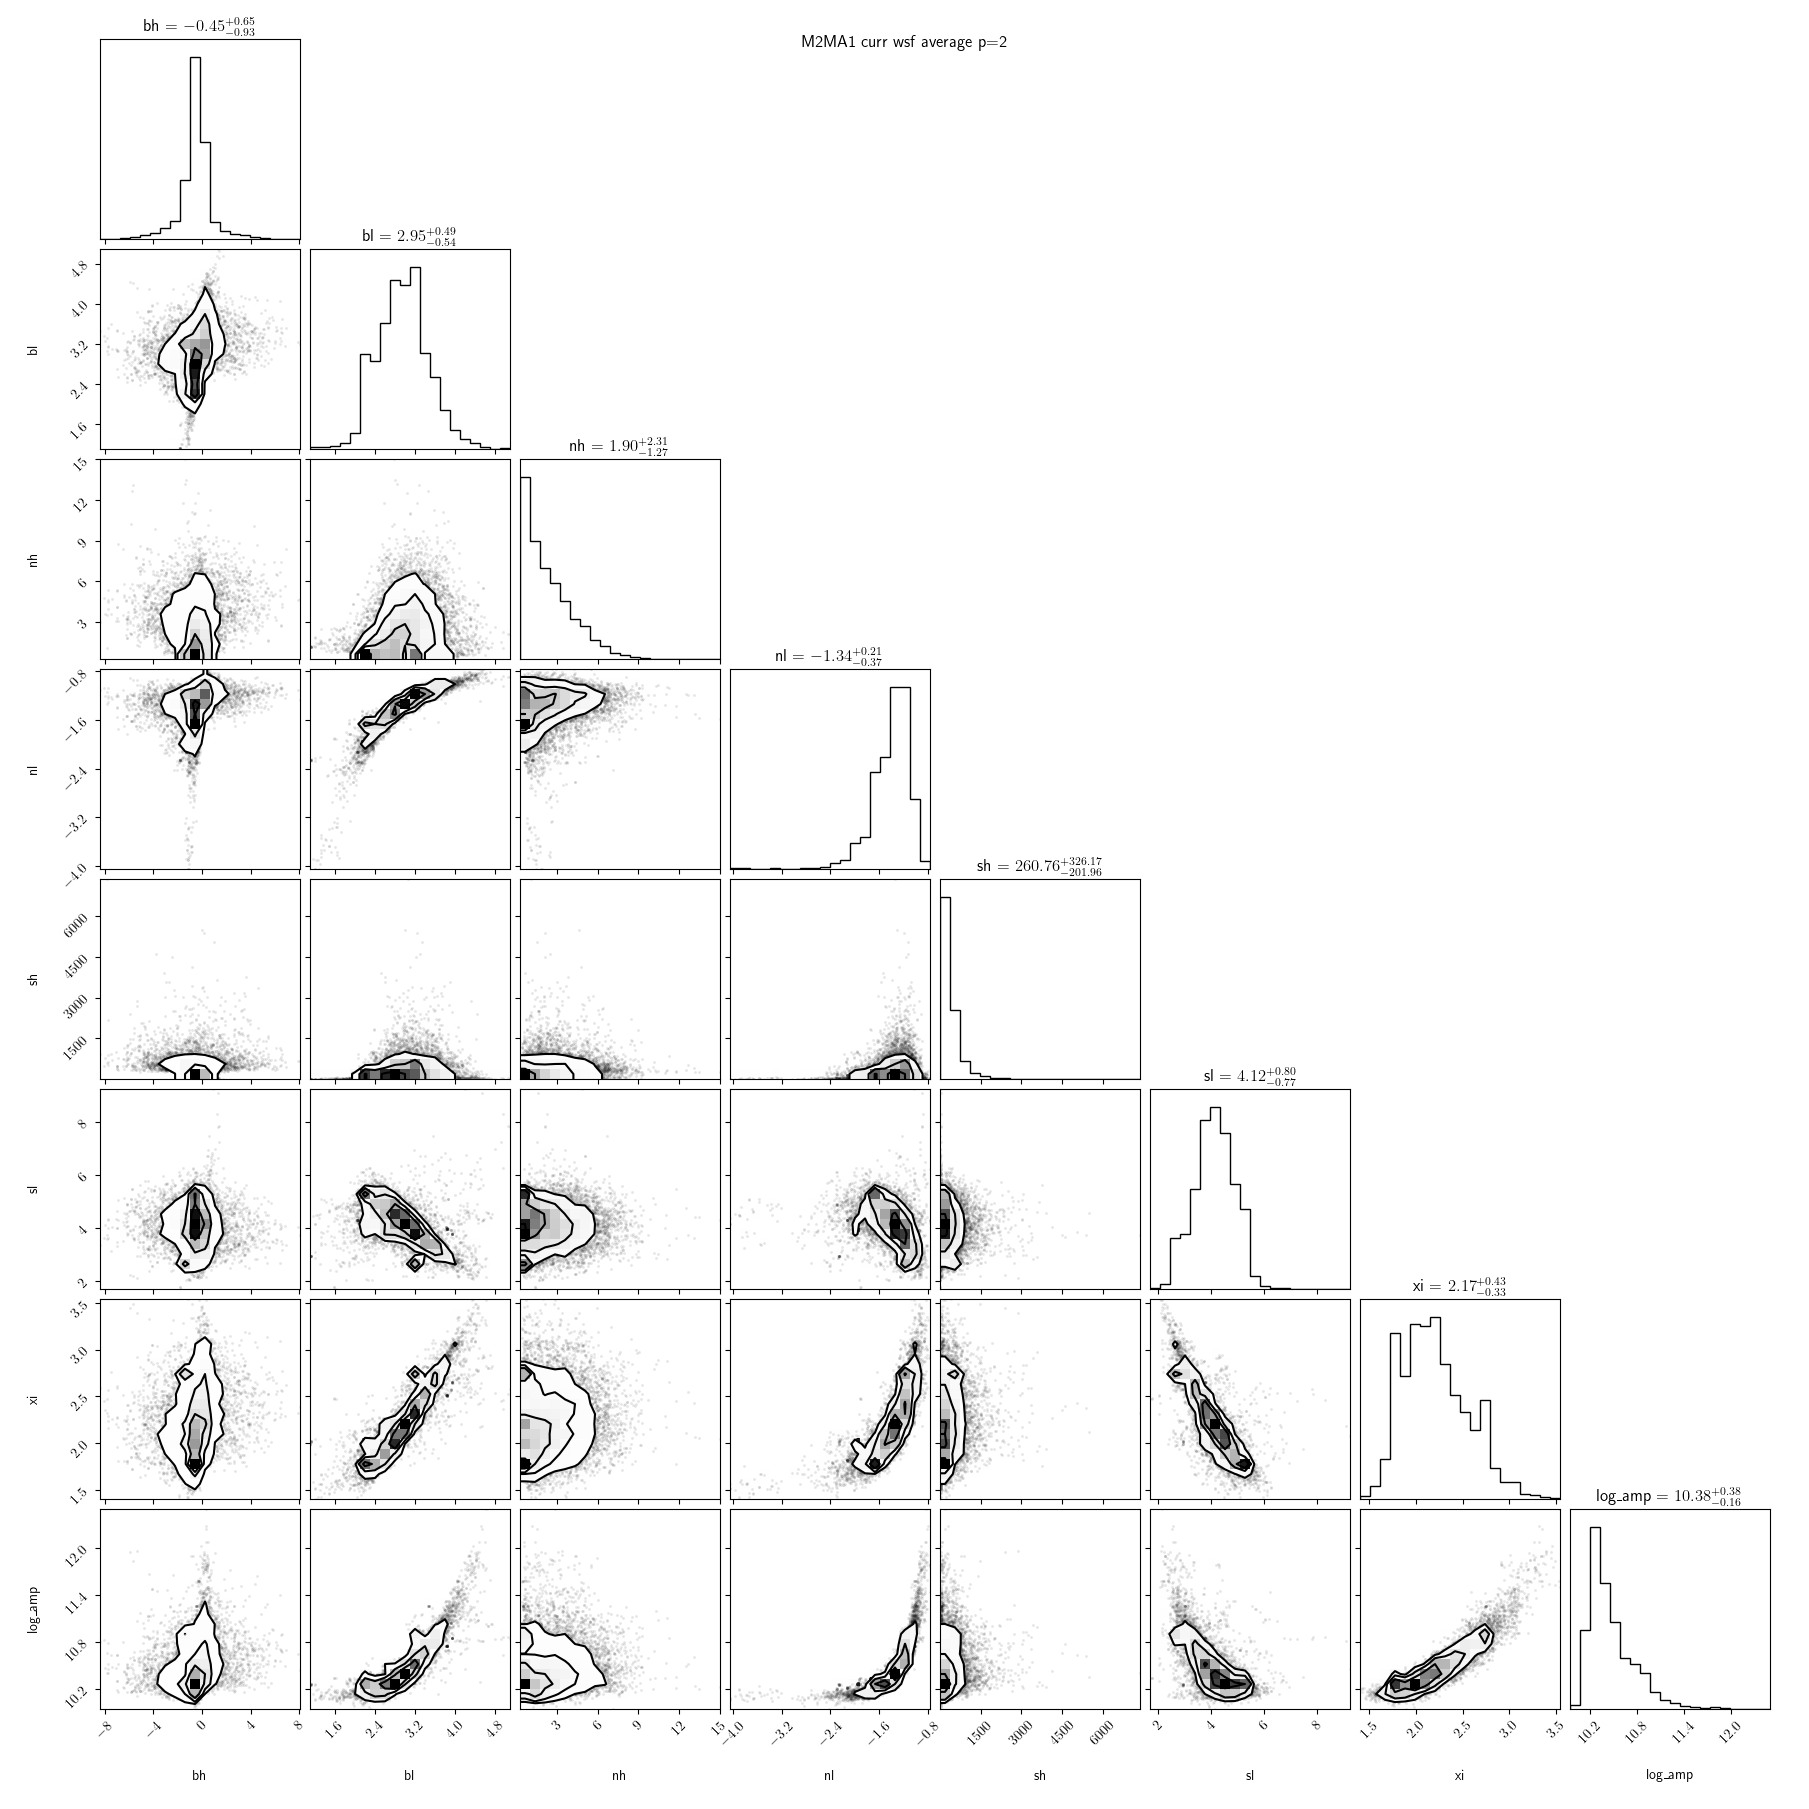 M2MA1 curr wsf average p=2
bh = −0.45+0.65−0.93
bl = 2.95+0.49−0.54
nh = 1.90+2.31−1.27
nl = −1.34+0.21−0.37
sh = 260.76+326.17−201.96
sl = 4.12+0.80−0.77
xi = 2.17+0.43−0.33
log_amp = 10.38+0.38−0.16
bl
4.8
4.0
3.2
2.4
1.6
nh
15
12
9
6
3
nl
−0.8
−1.6
−2.4
−3.2
−4.0
sh
6000
4500
3000
1500
sl
8
6
4
2
xi
3.5
3.0
2.5
2.0
1.5
log_amp
12.0
11.4
10.8
10.2
−8 −4 0 4 8
1.6 2.4 3.2 4.0 4.8
3 6 9 12 15
−4.0 −3.2 −2.4 −1.6 −0.8
1500 3000 4500 6000
2 4 6 8
1.5 2.0 2.5 3.0 3.5
10.2 10.8 11.4 12.0
bh bl nh nl sh sl xi log_amp